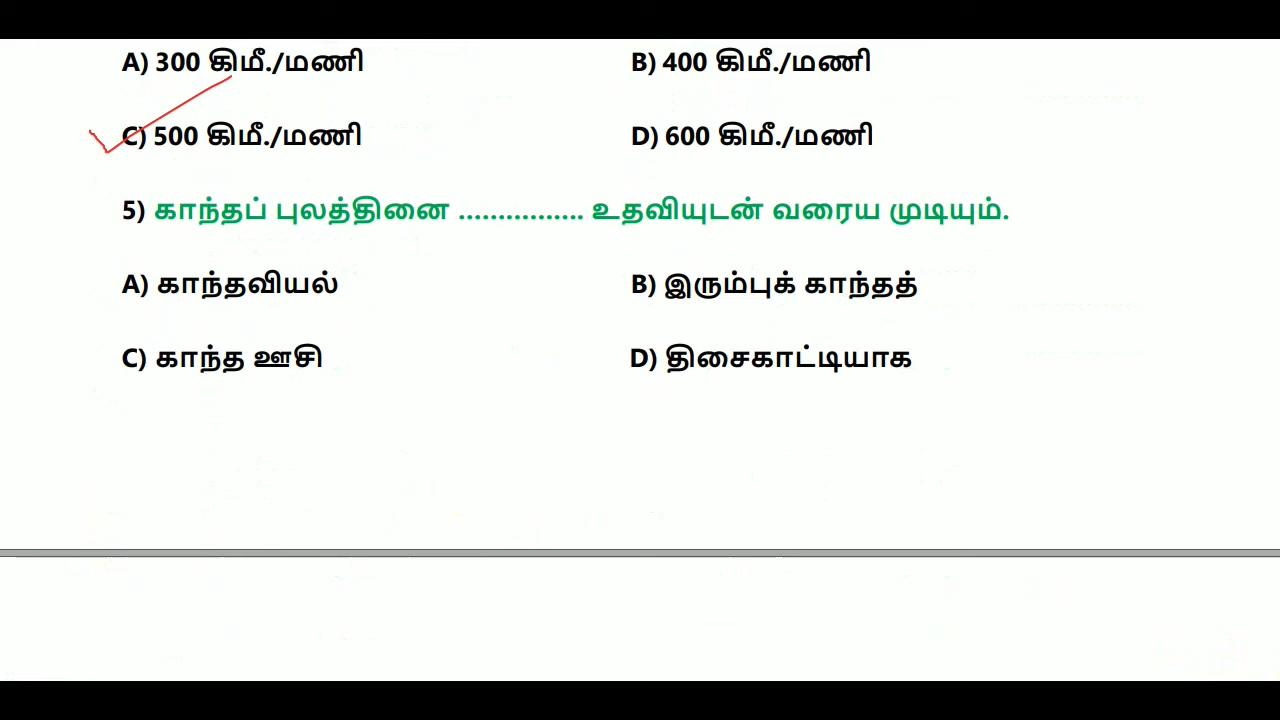 A) 300 கிமீ./மணி B) 400 கிமீ./மணி
C) 500 கிமீ./மணி D) 600 கிமீ./மணி
5) காந்தப் புலத்தினை ................ உதவியுடன் வரைய முடியும்.
A) காந்தவியல் B) இரும்புக் காந்தத்
C) காந்த ஊசி D) திசைகாட்டியாக